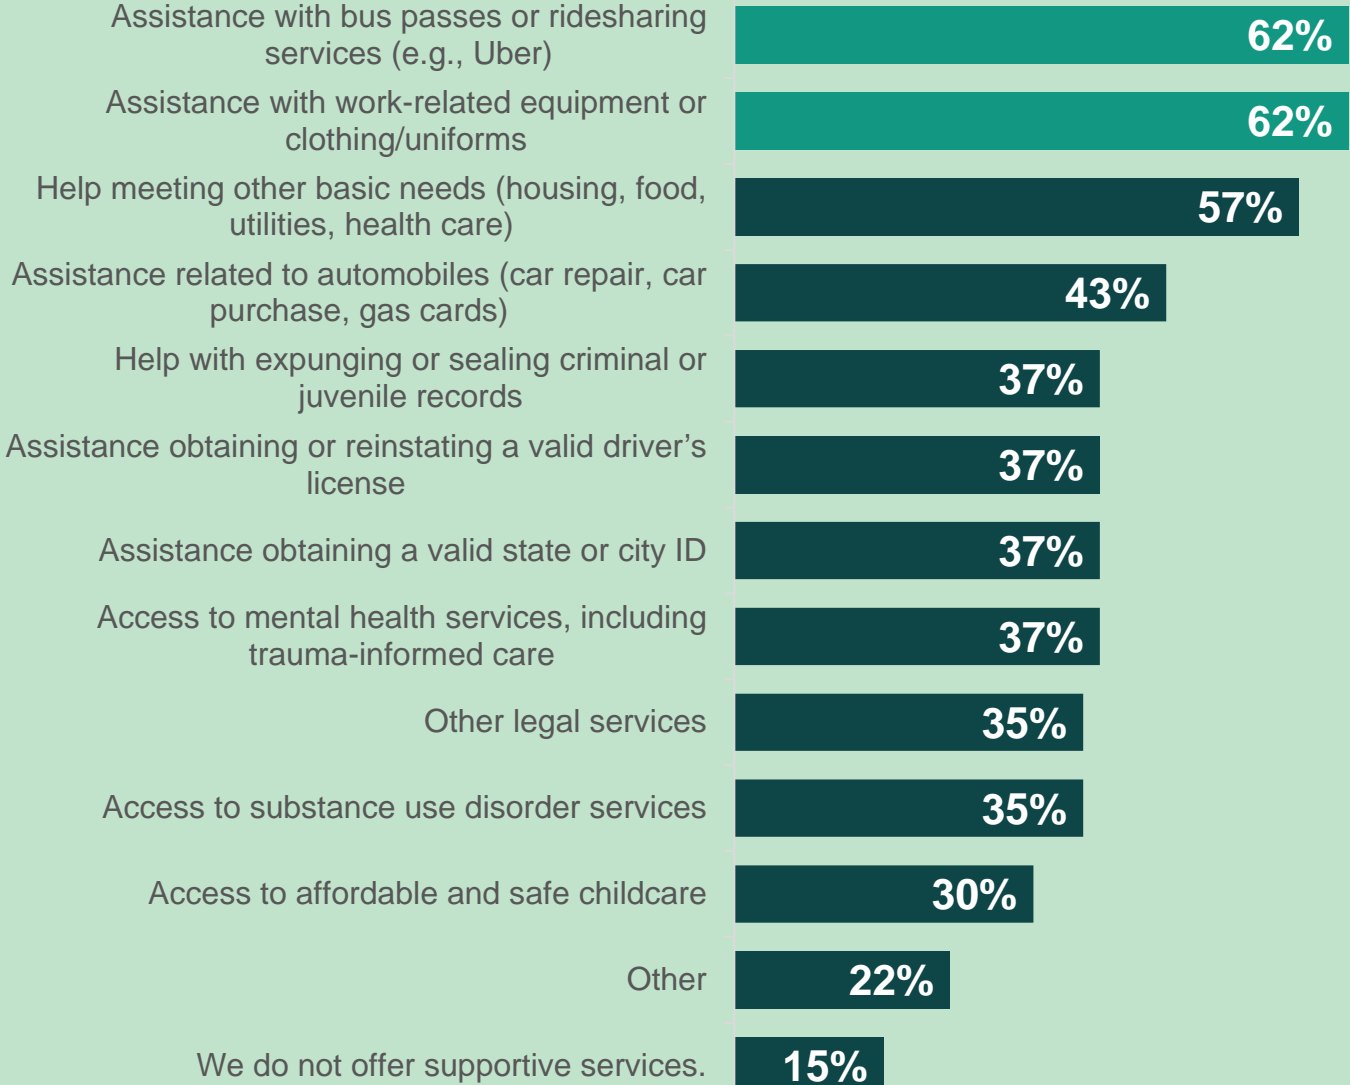 Assistance with bus passes or ridesharing
services (e.g., Uber)
62%
Assistance with work-related equipment or
clothing/uniforms
62%
Help meeting other basic needs (housing, food,
utilities, health care)
57%
Assistance related to automobiles (car repair, car
purchase, gas cards)
43%
Help with expunging or sealing criminal or
juvenile records
37%
Assistance obtaining or reinstating a valid driver’s
license
37%
Assistance obtaining a valid state or city ID
37%
Access to mental health services, including
trauma-informed care
37%
Other legal services
35%
Access to substance use disorder services
35%
Access to affordable and safe childcare
30%
Other
22%
We do not offer supportive services.
15%